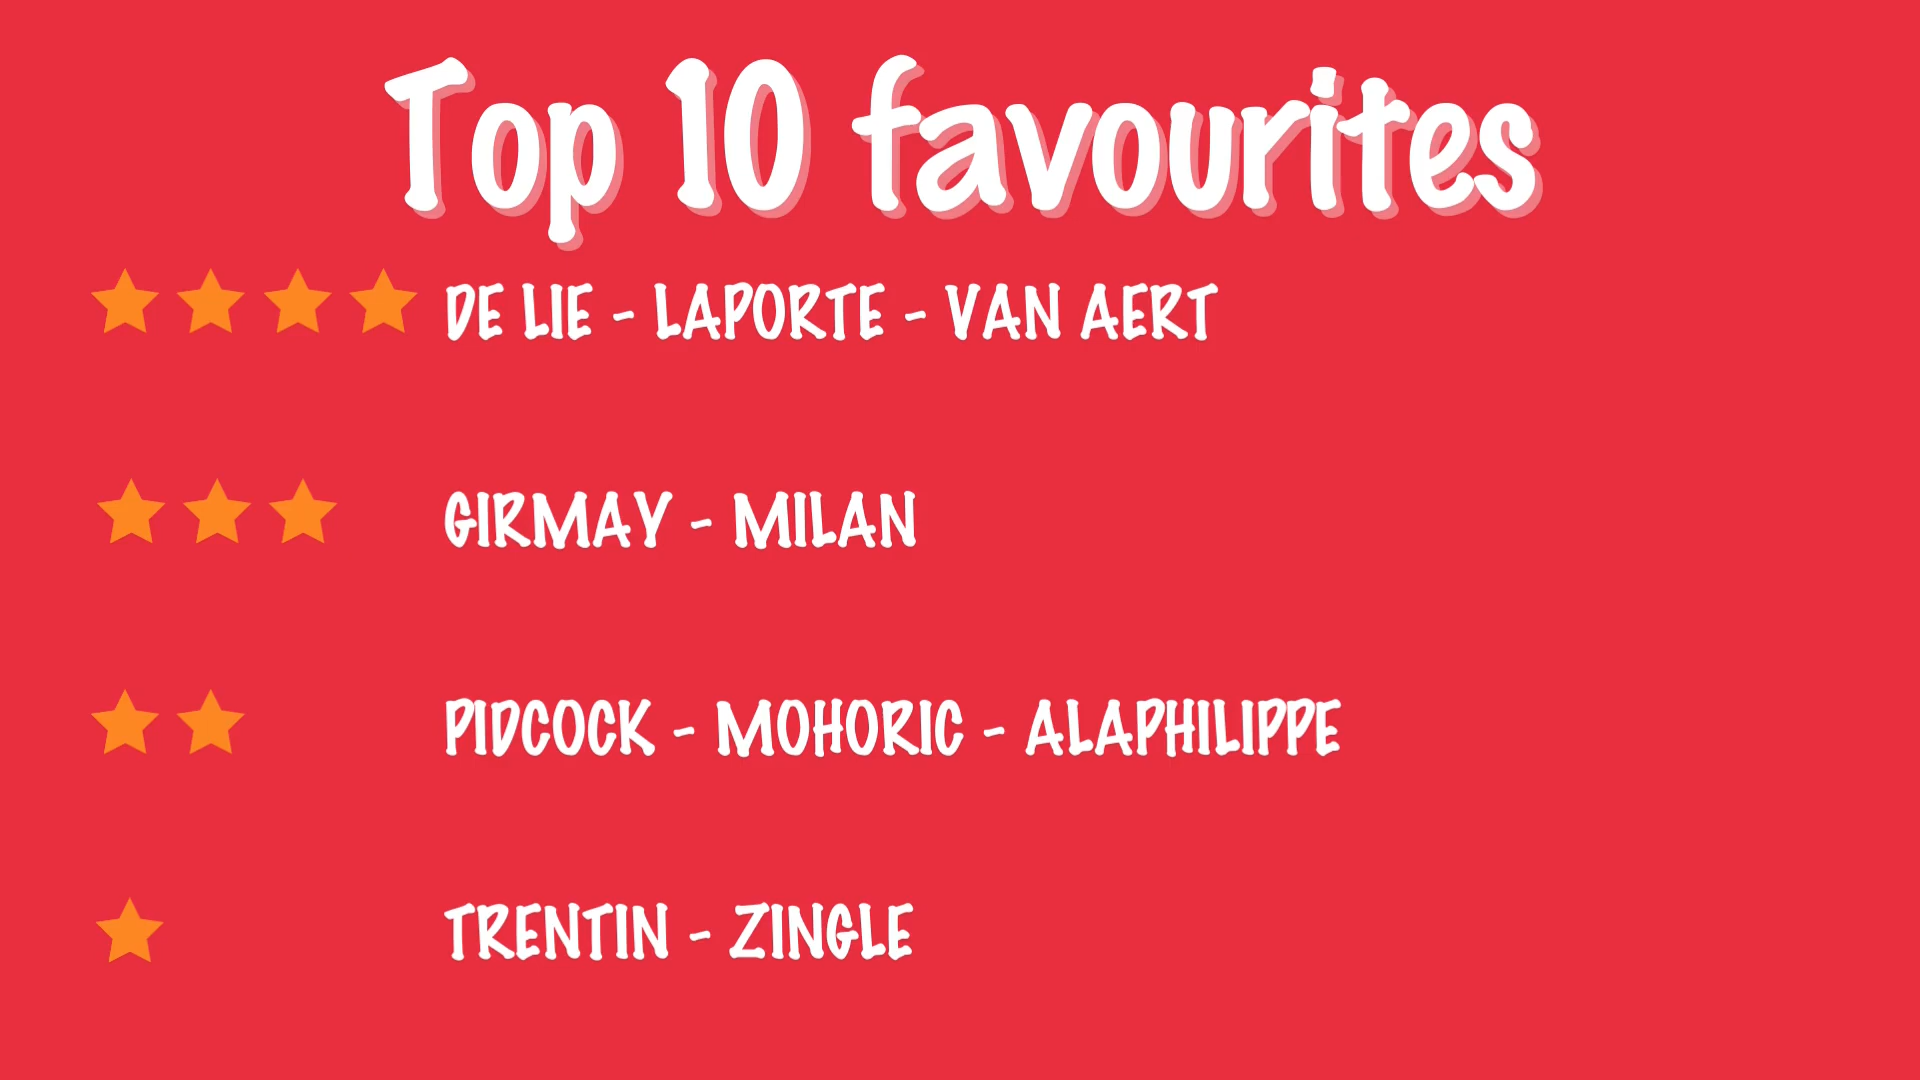 Top 10 favourites
DE LIE - LAPORTE - VAN AERT
GIRMAY - MILAN
PIDCOCK - MOHORIC - ALAPHILIPPE
TRENTIN - ZINGLE